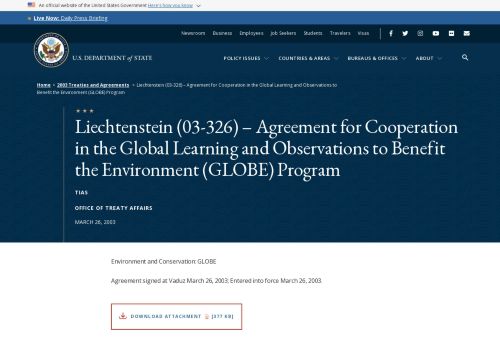 An official website of the United States Government Here's how you know
Live Now: Daily Press Briefing
Newsroom Business Employees Job Seekers Students Travelers Visas
U.S. DEPARTMENT of STATE
POLICY ISSUES COUNTRIES & AREAS BUREAUS & OFFICES ABOUT
Home > 2003 Treaties and Agreements > Liechtenstein (03-326) – Agreement for Cooperation in the Global Learning and Observations to
Benefit the Environment (GLOBE) Program
Liechtenstein (03-326) – Agreement for Cooperation
in the Global Learning and Observations to Benefit
the Environment (GLOBE) Program
TIAS
OFFICE OF TREATY AFFAIRS
MARCH 26, 2003
Environment and Conservation: GLOBE
Agreement signed at Vaduz March 26, 2003; Entered into force March 26, 2003.
DOWNLOAD ATTACHMENT [377 KB]